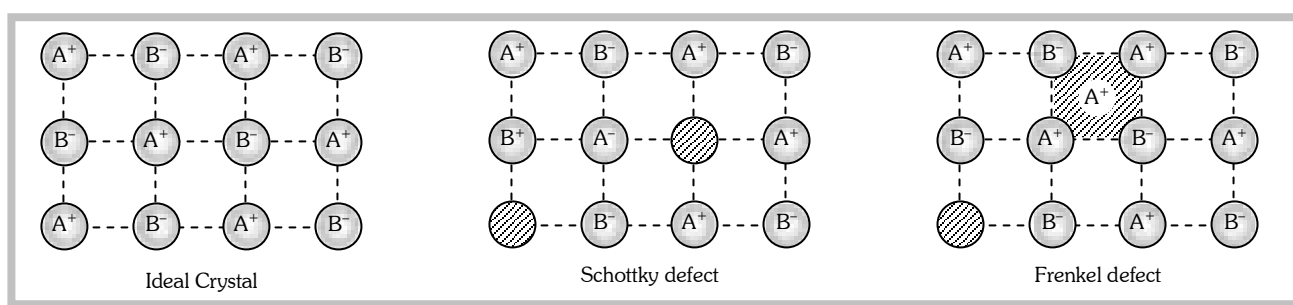 A⁺ B⁻ A⁺ B⁻
B⁻ A⁺ B⁻ A⁺
A⁺ B⁻ A⁺ B⁻
Ideal Crystal
A⁺ B⁻ A⁺ B⁻
B⁺ A⁻ A⁺
B⁻ A⁺ B⁻
Schottky defect
A⁺ B⁻ A⁺ B⁻
A⁺
B⁻ A⁺ B⁻ A⁺
B⁻ A⁺ B⁻
Frenkel defect